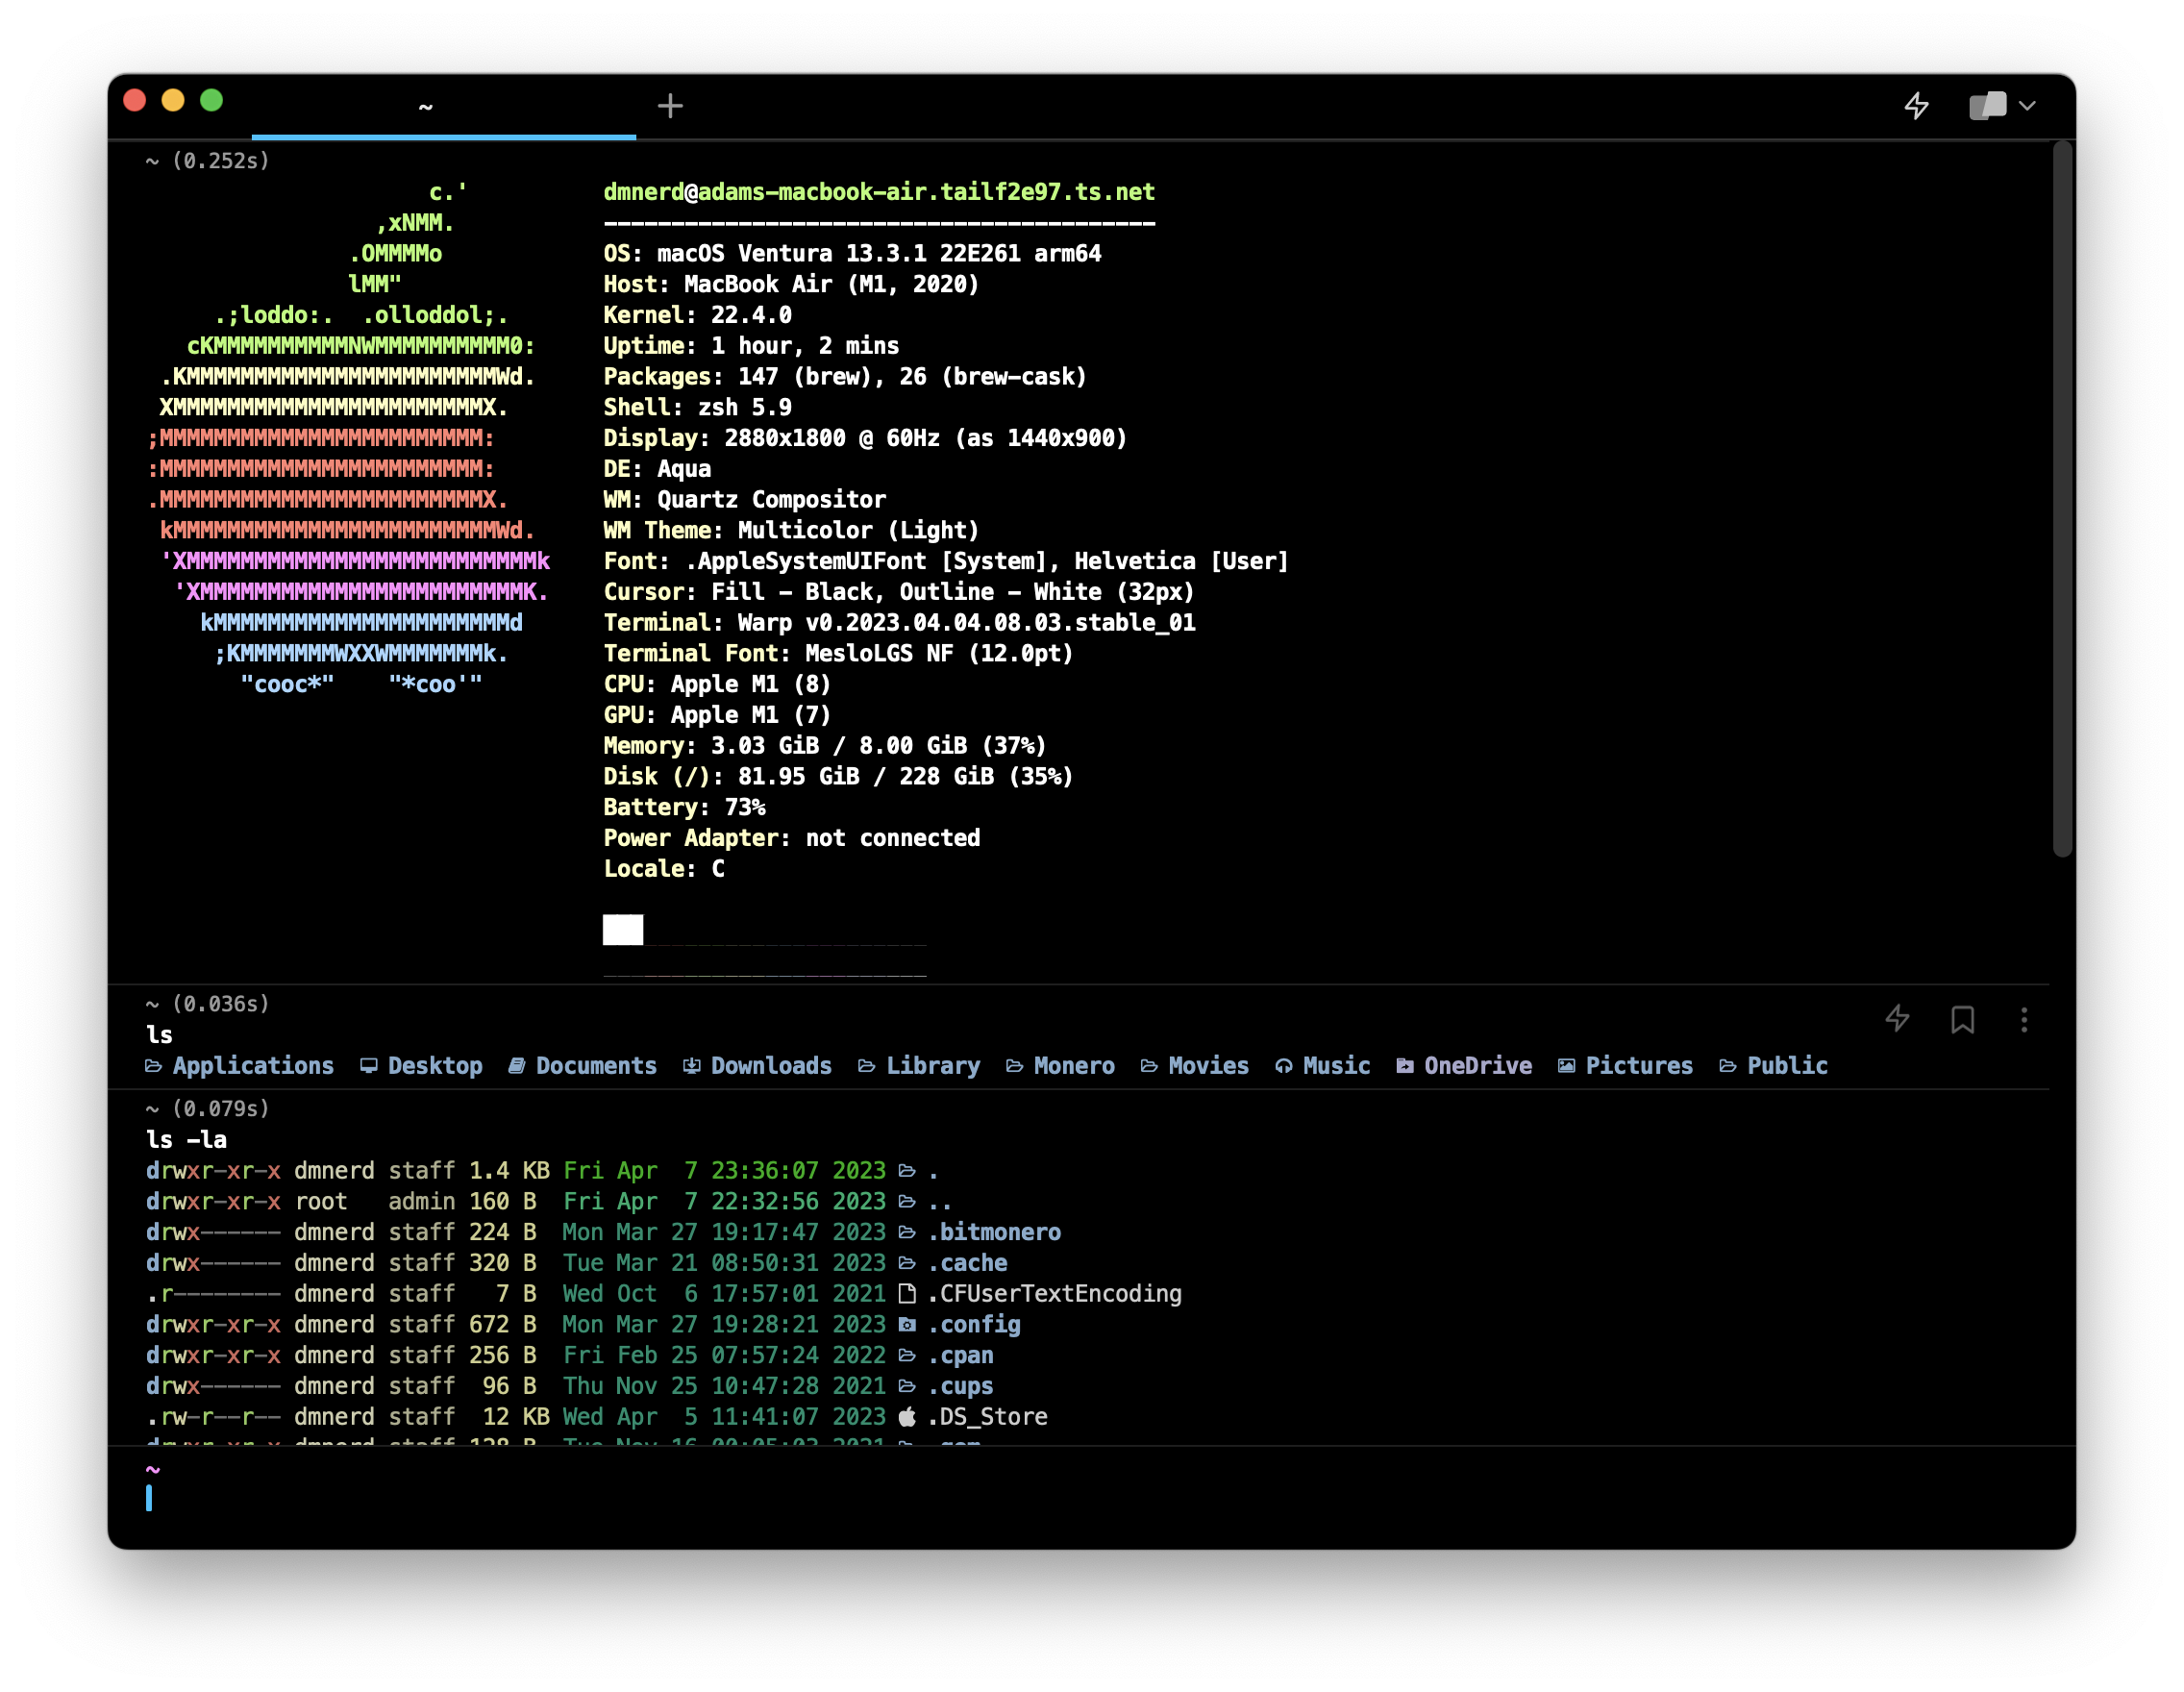 ~
~ (0.252s)
                     c.'          dmnerd@adams-macbook-air.tailf2e97.ts.net
                 ,xNMM.           -----------------------------------------
               .OMMMMo            OS: macOS Ventura 13.3.1 22E261 arm64
               lMM"               Host: MacBook Air (M1, 2020)
     .;loddo:.  .olloddol;.       Kernel: 22.4.0
   cKMMMMMMMMMMNWMMMMMMMMMM0:     Uptime: 1 hour, 2 mins
 .KMMMMMMMMMMMMMMMMMMMMMMMWd.     Packages: 147 (brew), 26 (brew-cask)
 XMMMMMMMMMMMMMMMMMMMMMMMX.       Shell: zsh 5.9
;MMMMMMMMMMMMMMMMMMMMMMMM:        Display: 2880x1800 @ 60Hz (as 1440x900)
:MMMMMMMMMMMMMMMMMMMMMMMM:        DE: Aqua
.MMMMMMMMMMMMMMMMMMMMMMMMX.       WM: Quartz Compositor
 kMMMMMMMMMMMMMMMMMMMMMMMMWd.     WM Theme: Multicolor (Light)
 'XMMMMMMMMMMMMMMMMMMMMMMMMMMk    Font: .AppleSystemUIFont [System], Helvetica [User]
  'XMMMMMMMMMMMMMMMMMMMMMMMMK.    Cursor: Fill - Black, Outline - White (32px)
    kMMMMMMMMMMMMMMMMMMMMMMd      Terminal: Warp v0.2023.04.04.08.03.stable_01
     ;KMMMMMMMWXXWMMMMMMMk.       Terminal Font: MesloLGS NF (12.0pt)
       "cooc*"    "*coo'"         CPU: Apple M1 (8)
                                  GPU: Apple M1 (7)
                                  Memory: 3.03 GiB / 8.00 GiB (37%)
                                  Disk (/): 81.95 GiB / 228 GiB (35%)
                                  Battery: 73%
                                  Power Adapter: not connected
                                  Locale: C
~ (0.036s)
ls
Applications Desktop Documents Downloads Library Monero Movies Music OneDrive Pictures Public
~ (0.079s)
ls -la
drwxr-xr-x dmnerd staff 1.4 KB Fri Apr  7 23:36:07 2023 .
drwxr-xr-x root   admin 160 B  Fri Apr  7 22:32:56 2023 ..
drwx------ dmnerd staff 224 B  Mon Mar 27 19:17:47 2023 .bitmonero
drwx------ dmnerd staff 320 B  Tue Mar 21 08:50:31 2023 .cache
.r-------- dmnerd staff   7 B  Wed Oct  6 17:57:01 2021 .CFUserTextEncoding
drwxr-xr-x dmnerd staff 672 B  Mon Mar 27 19:28:21 2023 .config
drwxr-xr-x dmnerd staff 256 B  Fri Feb 25 07:57:24 2022 .cpan
drwx------ dmnerd staff  96 B  Thu Nov 25 10:47:28 2021 .cups
.rw-r--r-- dmnerd staff  12 KB Wed Apr  5 11:41:07 2023 .DS_Store
drwxr-xr-x dmnerd staff 128 B  Tue Nov 16
~